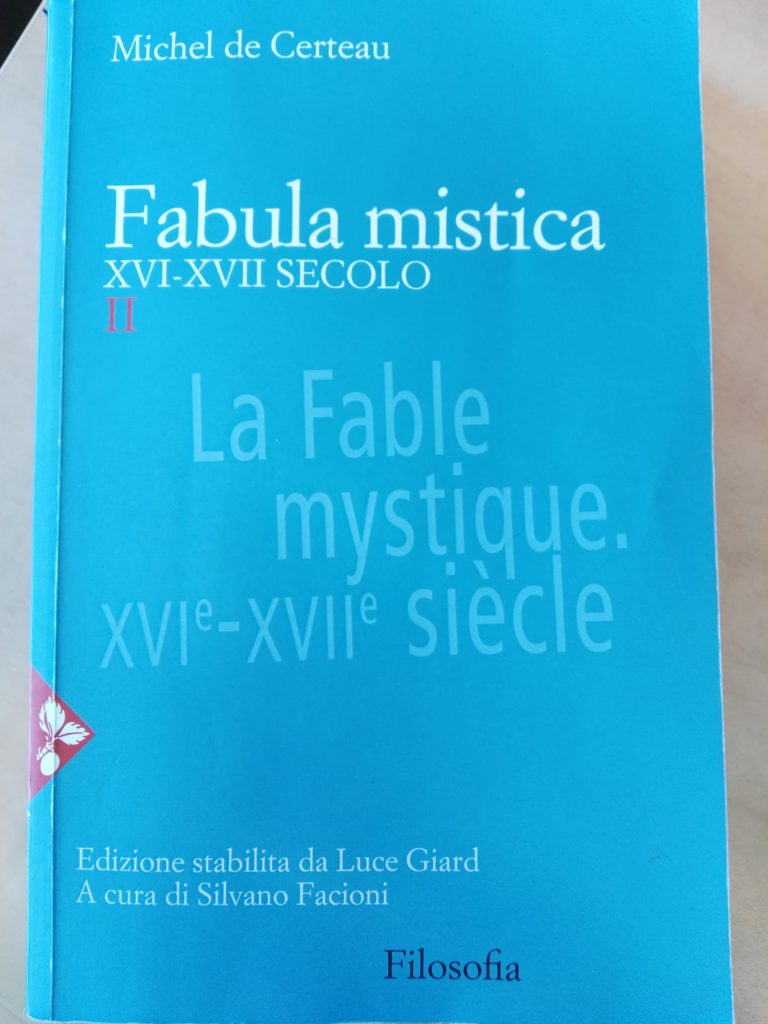 Michel de Certeau
Fabula mistica
XVI-XVII SECOLO
II
La Fable
mystique.
XVIe-XVIIe siècle
Edizione stabilita da Luce Giard
A cura di Silvano Facioni
Filosofia